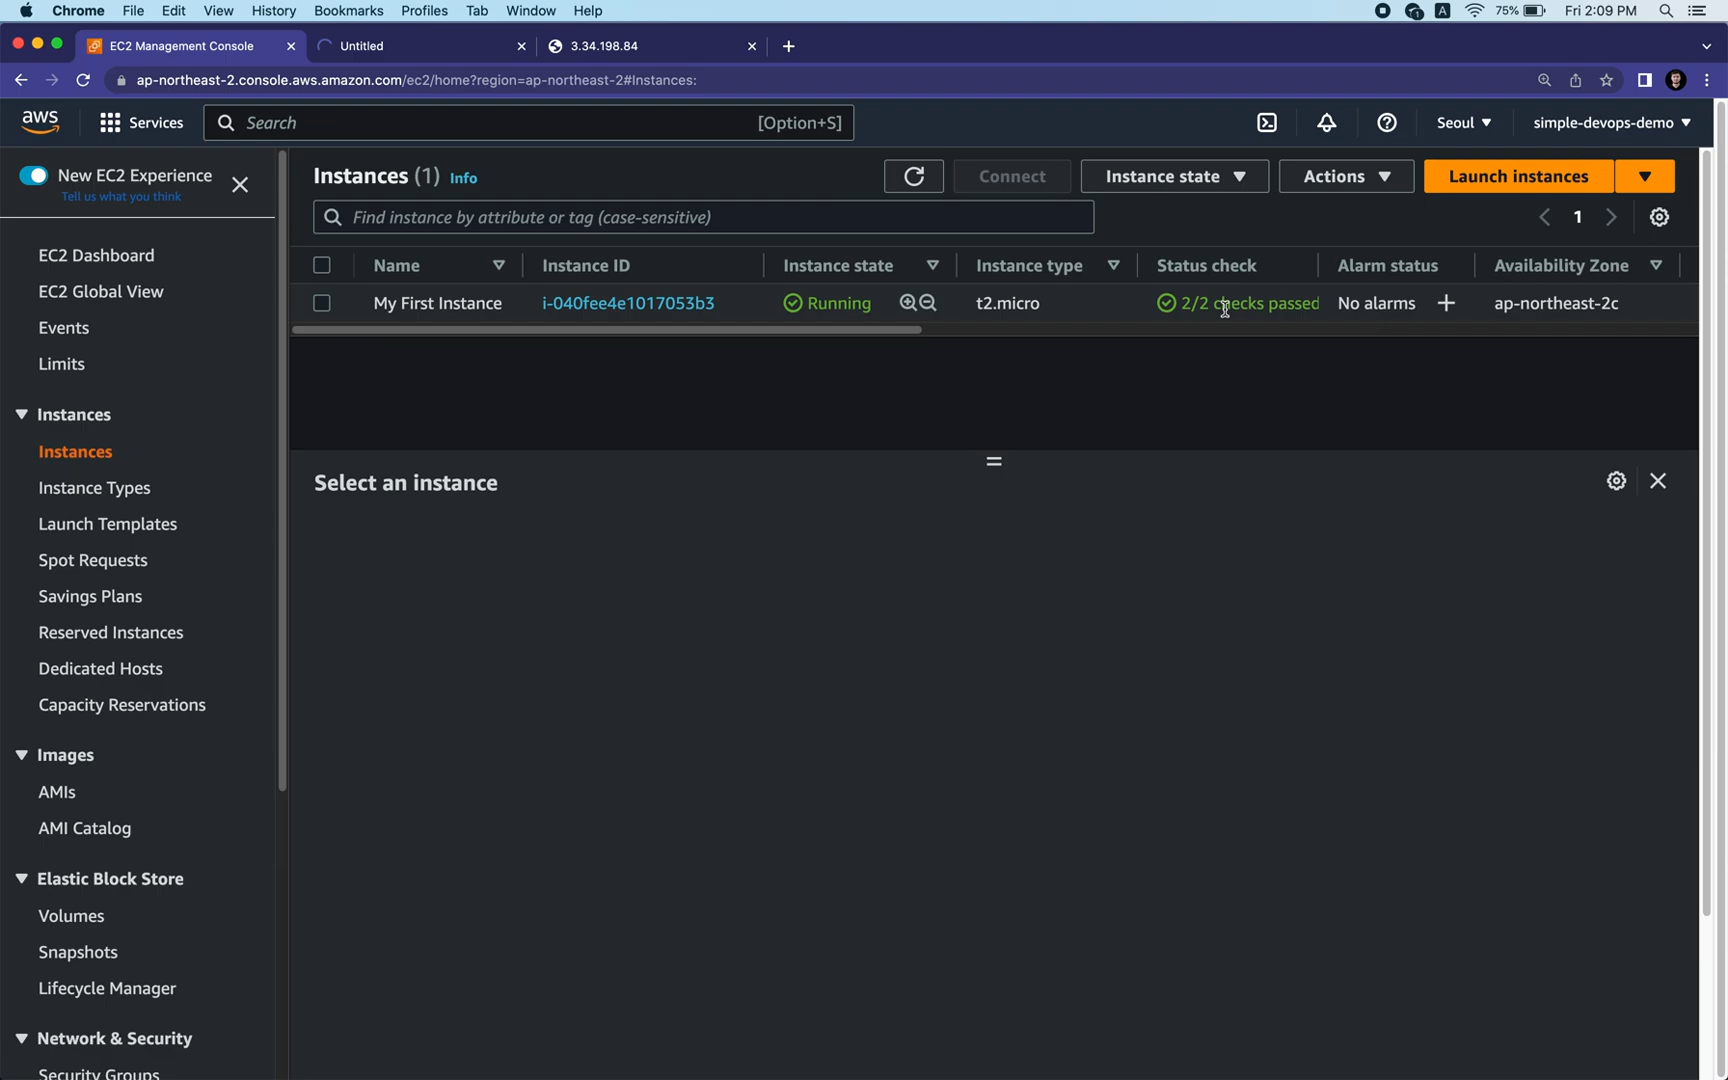 Chrome File Edit View History Bookmarks Profiles Tab Window Help 1 A 75% Fri 2:09 PM
EC2 Management Console Untitled 3.34.198.84
ap-northeast-2.console.aws.amazon.com/ec2/home?region=ap-northeast-2#Instances:
aws Services Search [Option+S] Seoul simple-devops-demo
New EC2 Experience
Tell us what you think
Instances (1) Info Connect Instance state Actions Launch instances
Find instance by attribute or tag (case-sensitive) 1
Name Instance ID Instance state Instance type Status check Alarm status Availability Zone
My First Instance i-040fee4e1017053b3 Running t2.micro 2/2 checks passed No alarms ap-northeast-2c
Select an instance
EC2 Dashboard
EC2 Global View
Events
Limits
Instances
Instances
Instance Types
Launch Templates
Spot Requests
Savings Plans
Reserved Instances
Dedicated Hosts
Capacity Reservations
Images
AMIs
AMI Catalog
Elastic Block Store
Volumes
Snapshots
Lifecycle Manager
Network & Security
Security Groups